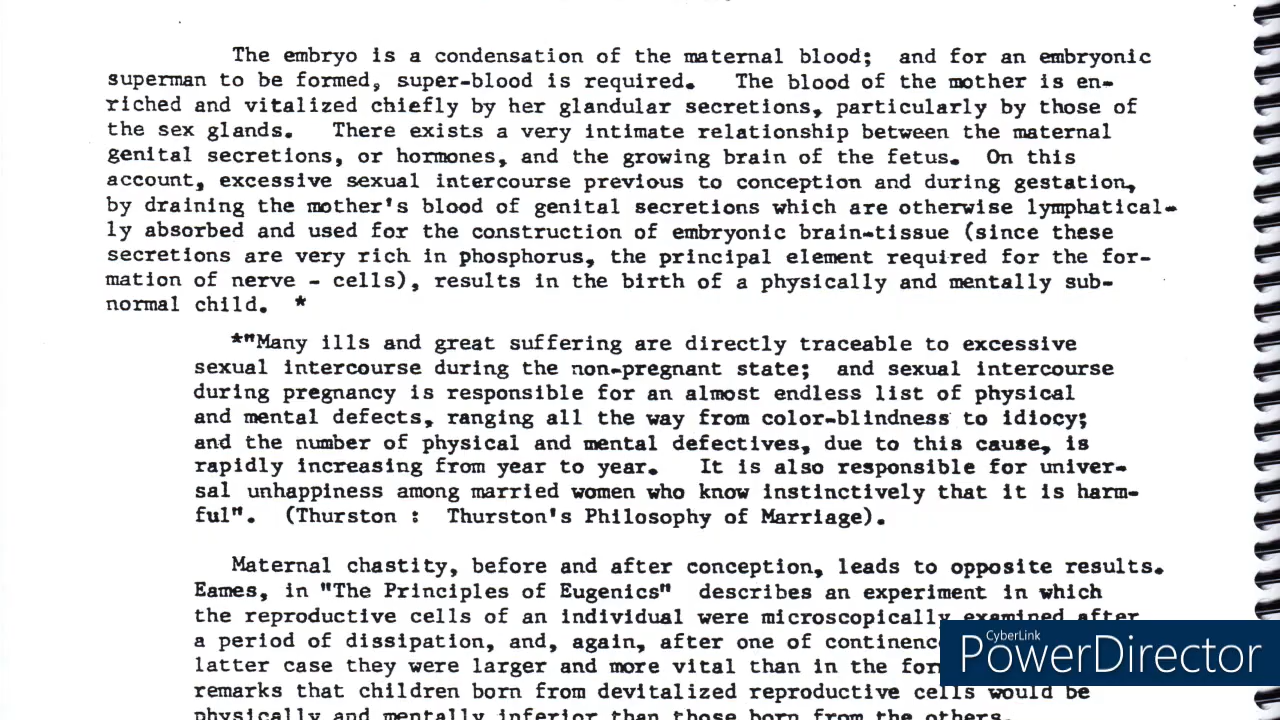 The embryo is a condensation of the maternal blood; and for an embryonic
superman to be formed, super-blood is required. The blood of the mother is en-
riched and vitalized chiefly by her glandular secretions, particularly by those of
the sex glands. There exists a very intimate relationship between the maternal
genital secretions, or hormones, and the growing brain of the fetus. On this
account, excessive sexual intercourse previous to conception and during gestation,
by draining the mother's blood of genital secretions which are otherwise lymphatical-
ly absorbed and used for the construction of embryonic brain-tissue (since these
secretions are very rich in phosphorus, the principal element required for the for-
mation of nerve - cells), results in the birth of a physically and mentally sub-
normal child. *
*"Many ills and great suffering are directly traceable to excessive
sexual intercourse during the non-pregnant state; and sexual intercourse
during pregnancy is responsible for an almost endless list of physical
and mental defects, ranging all the way from color-blindness to idiocy;
and the number of physical and mental defectives, due to this cause, is
rapidly increasing from year to year. It is also responsible for univer-
sal unhappiness among married women who know instinctively that it is harm-
ful". (Thurston : Thurston's Philosophy of Marriage).
Maternal chastity, before and after conception, leads to opposite results.
Eames, in "The Principles of Eugenics" describes an experiment in which
the reproductive cells of an individual were microscopically examined after
a period of dissipation, and, again, after one of
latter case they were larger and more vital than in the
remarks that children born from devitalized reproductive cells would be
physically and mentally inferior than those born from the others.
CyberLink
PowerDirector